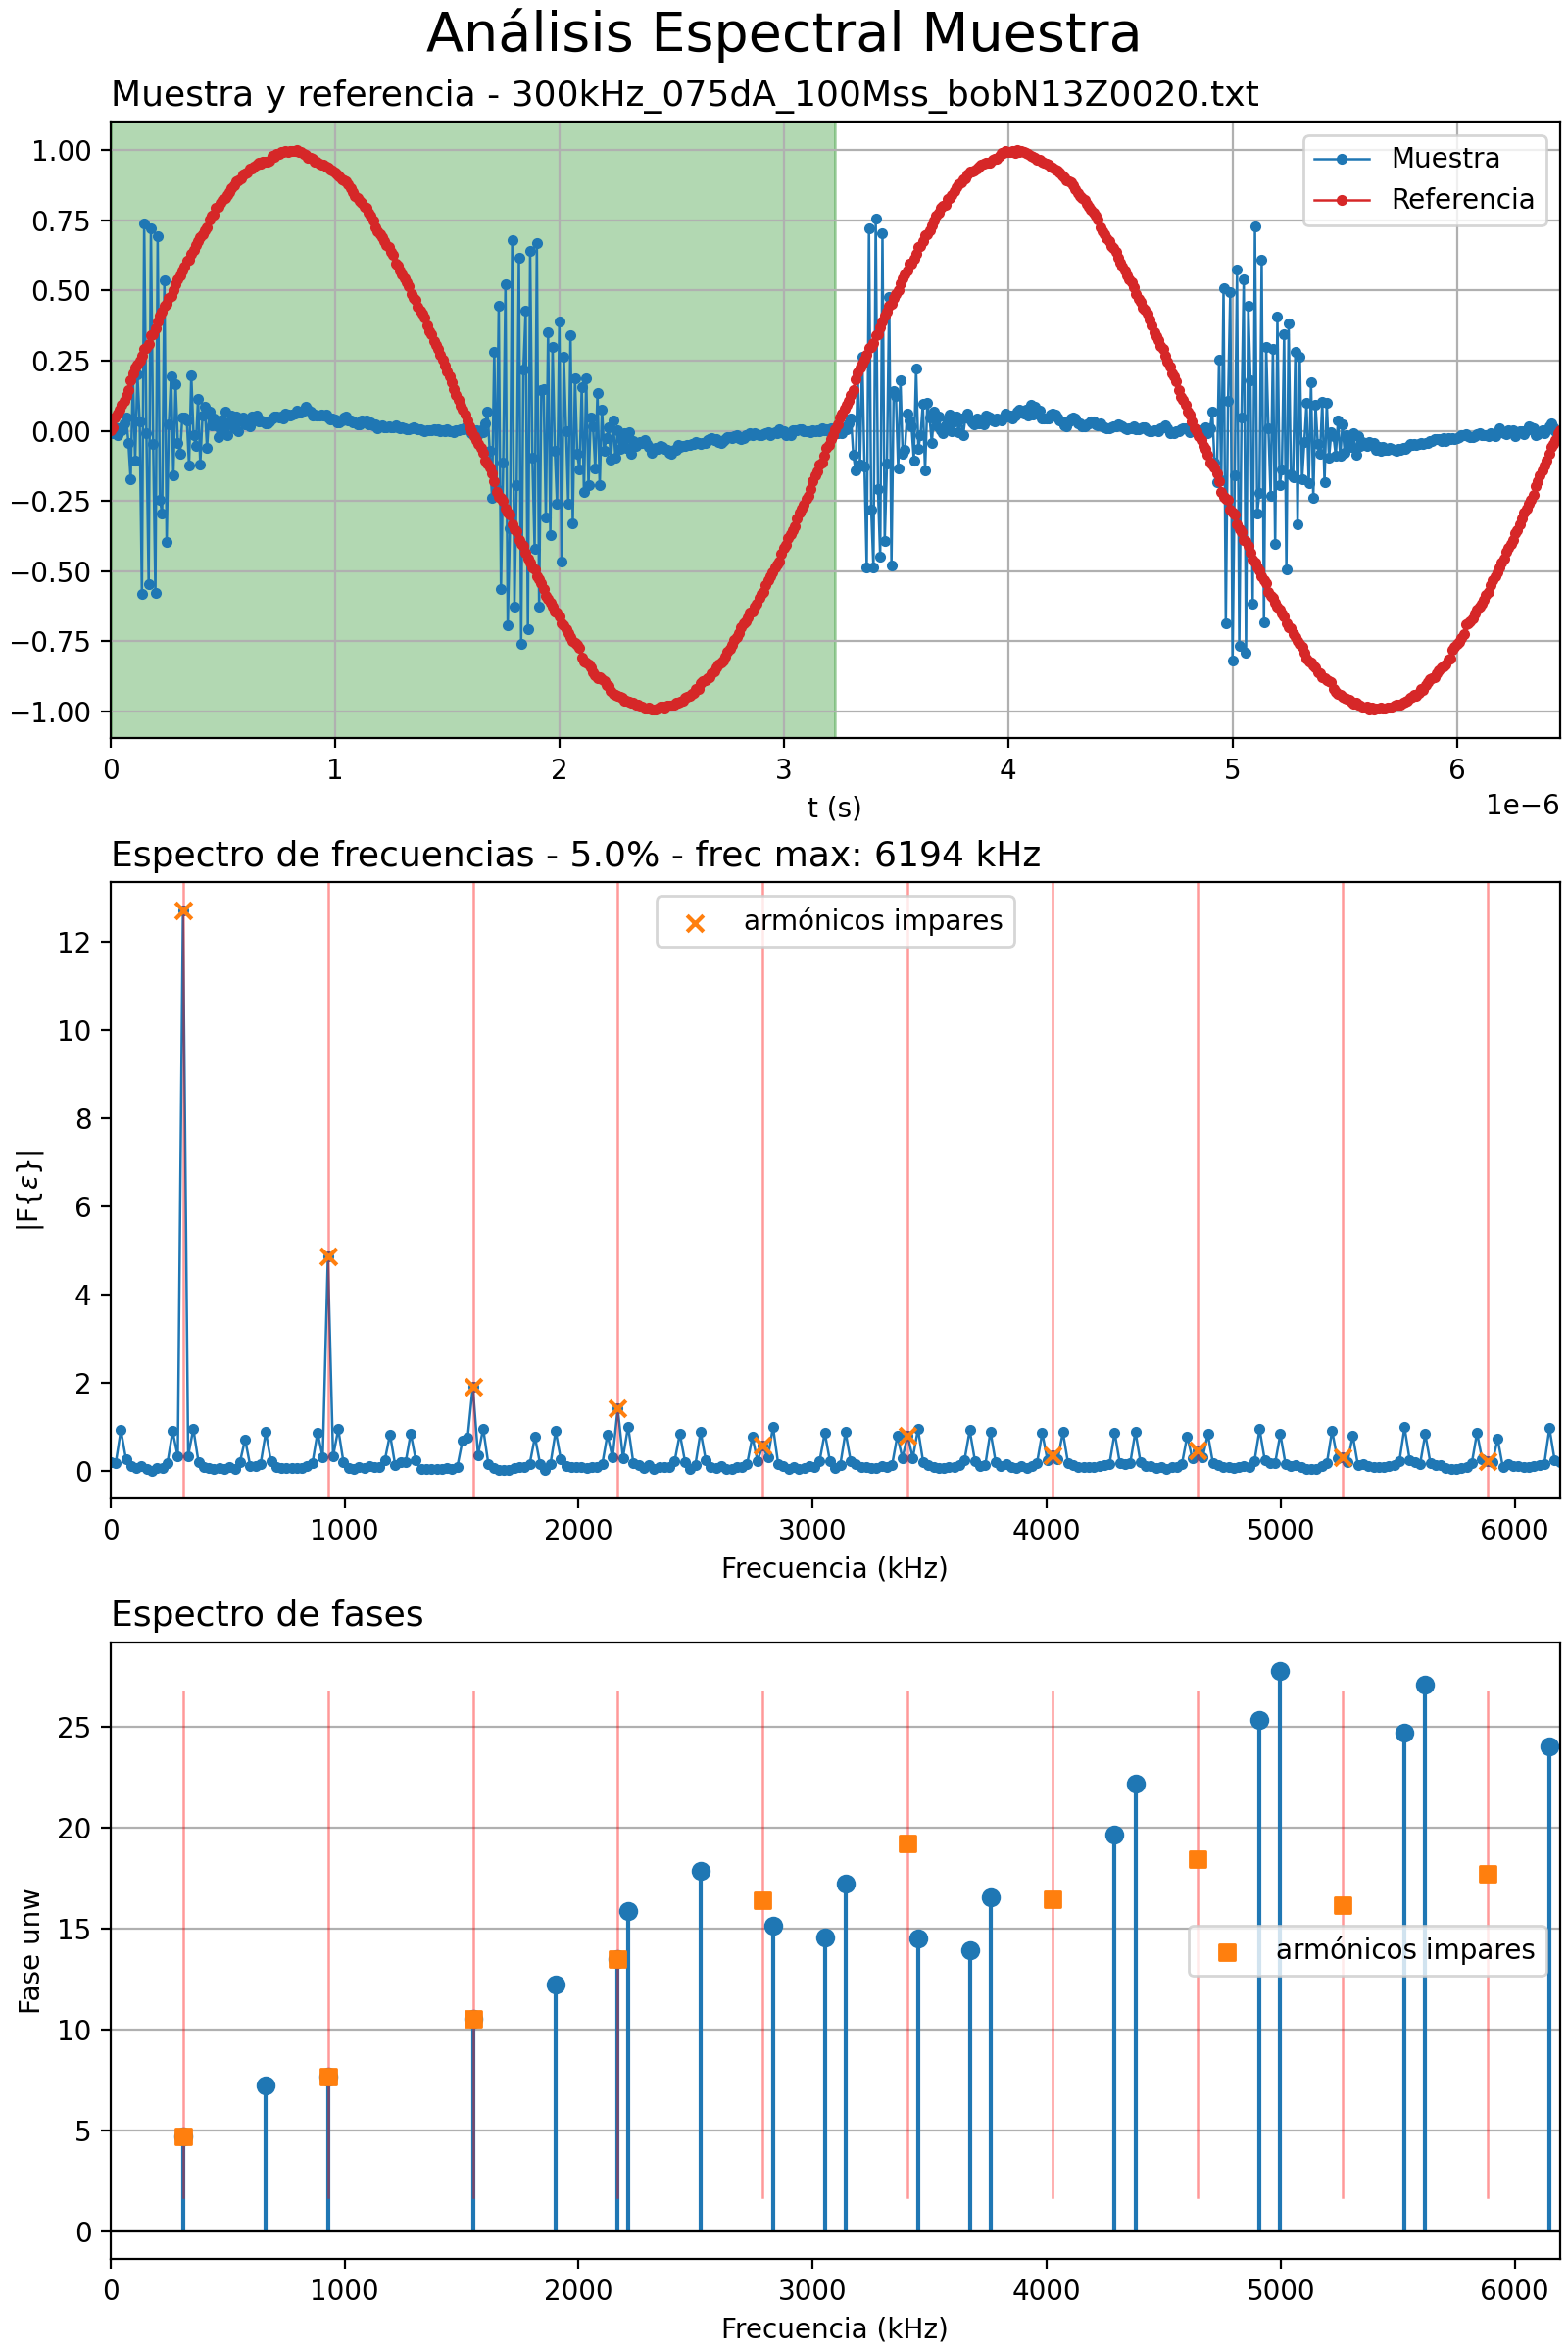 Análisis Espectral Muestra
Muestra y referencia - 300kHz_075dA_100Mss_bobN13Z0020.txt
1.00
0.75
0.50
0.25
0.00
−0.25
−0.50
−0.75
−1.00
Muestra
Referencia
0 1 2 3 4 5 6
t (s)
1e−6
Espectro de frecuencias - 5.0% - frec max: 6194 kHz
|F{ε}|
12
10
8
6
4
2
0
armónicos impares
0 1000 2000 3000 4000 5000 6000
Frecuencia (kHz)
Espectro de fases
Fase unw
25
20
15
10
5
0
armónicos impares
0 1000 2000 3000 4000 5000 6000
Frecuencia (kHz)